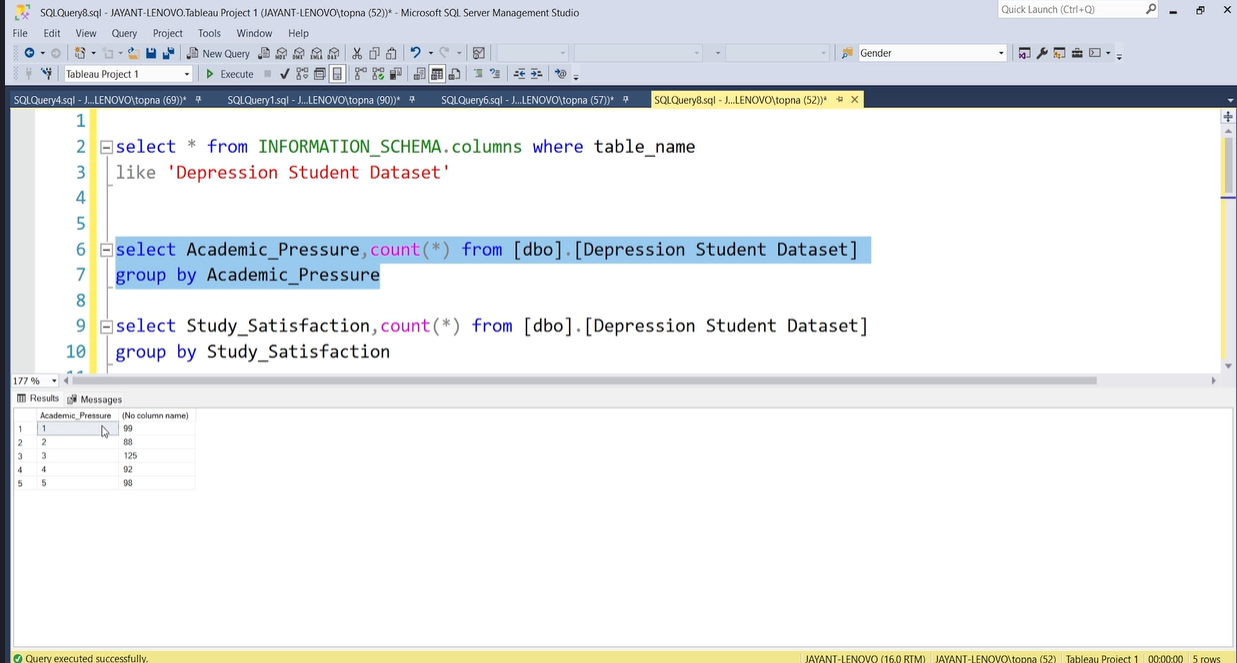 SQLQuery8.sql - JAYANT-LENOVO.Tableau Project 1 (JAYANT-LENOVO\topna (52))* - Microsoft SQL Server Management Studio
Quick Launch (Ctrl+Q)
File Edit View Query Project Tools Window Help
New Query
Gender
Tableau Project 1
Execute
SQLQuery4.sql - J...LENOVO\topna (69))* SQLQuery1.sql - J...LENOVO\topna (90))* SQLQuery6.sql - J...LENOVO\topna (57))* SQLQuery8.sql - J...LENOVO\topna (52))*
1
2 select * from INFORMATION_SCHEMA.columns where table_name
3 like 'Depression Student Dataset'
4
5
6 select Academic_Pressure,count(*) from [dbo].[Depression Student Dataset]
7 group by Academic_Pressure
8
9 select Study_Satisfaction,count(*) from [dbo].[Depression Student Dataset]
10 group by Study_Satisfaction
177 %
Results Messages
Academic_Pressure (No column name)
1 1 99
2 2 88
3 3 125
4 4 92
5 5 98
Query executed successfully. JAYANT-LENOVO (16.0 RTM) JAYANT-LENOVO\topna (52) Tableau Project 1 00:00:00 5 rows